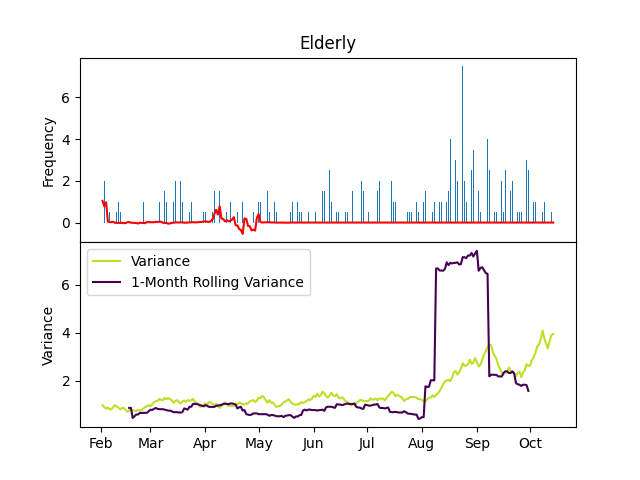 Elderly
Frequency
6
4
2
0
Variance
1-Month Rolling Variance
Variance
6
4
2
Feb Mar Apr May Jun Jul Aug Sep Oct